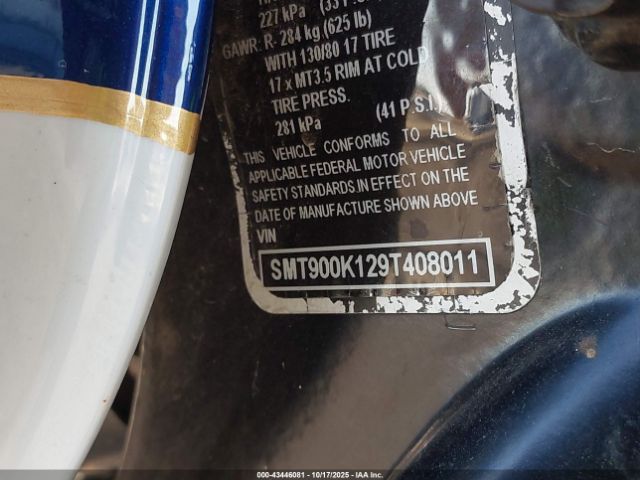 227 kPa (33 P.S.I.)
GAWR: R- 284 kg (625 lb)
WITH 130/80 17 TIRE
17 x MT3.5 RIM AT COLD
TIRE PRESS.
281 kPa (41 P.S.I.)
THIS VEHICLE CONFORMS TO ALL
APPLICABLE FEDERAL MOTOR VEHICLE
SAFETY STANDARDS.IN EFFECT ON THE
DATE OF MANUFACTURE SHOWN ABOVE
VIN
SMT900K129T408011
000-43446081 - 10/17/2025 - IAA Inc.